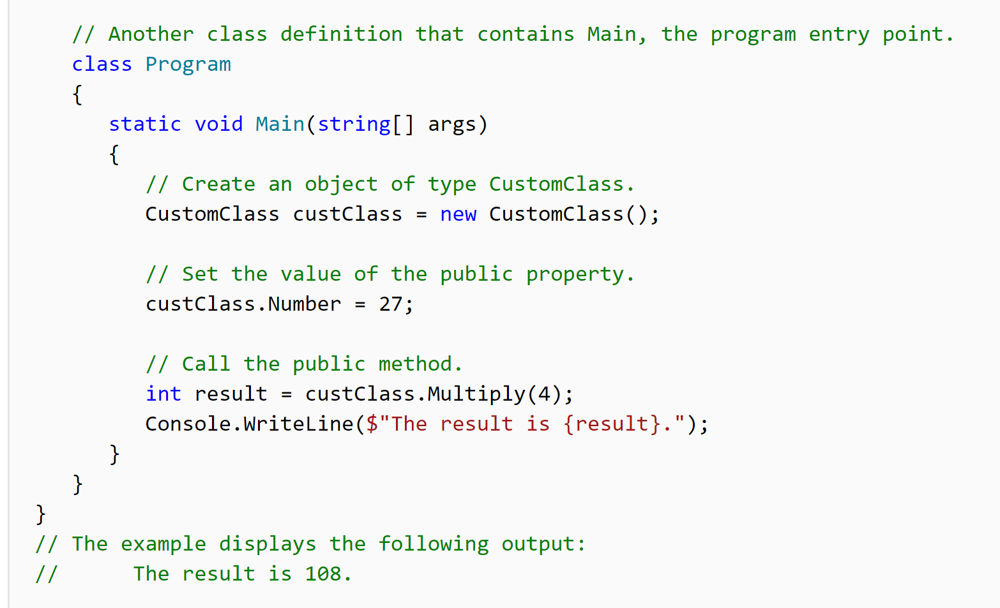 // Another class definition that contains Main, the program entry point.
class Program
{
static void Main(string[] args)
{
// Create an object of type CustomClass.
CustomClass custClass = new CustomClass();
// Set the value of the public property.
custClass.Number = 27;
// Call the public method.
int result = custClass.Multiply(4);
Console.WriteLine($"The result is {result}.");
}
}
}
// The example displays the following output:
//      The result is 108.